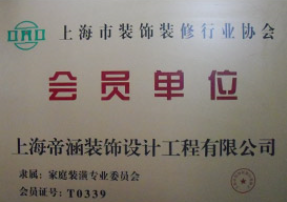 上海市装饰装修行业协会
会员单位
上海帝涵装饰设计工程有限公司
隶属：家庭装潢专业委员会
会员证号：T0339